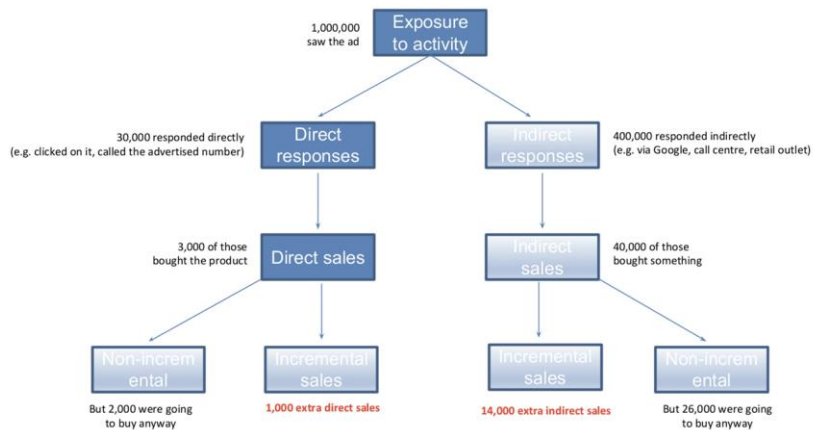 1,000,000
saw the ad
Exposure
to activity
30,000 responded directly
(e.g. clicked on it, called the advertised number)
Direct
responses
Indirect
responses
400,000 responded indirectly
(e.g. via Google, call centre, retail outlet)
3,000 of those
bought the product
Direct sales
Indirect
sales
40,000 of those
bought something
Non-increm
ental
Incremental
sales
Incremental
sales
Non-increm
ental
But 2,000 were going
to buy anyway
1,000 extra direct sales
14,000 extra indirect sales
But 26,000 were going
to buy anyway